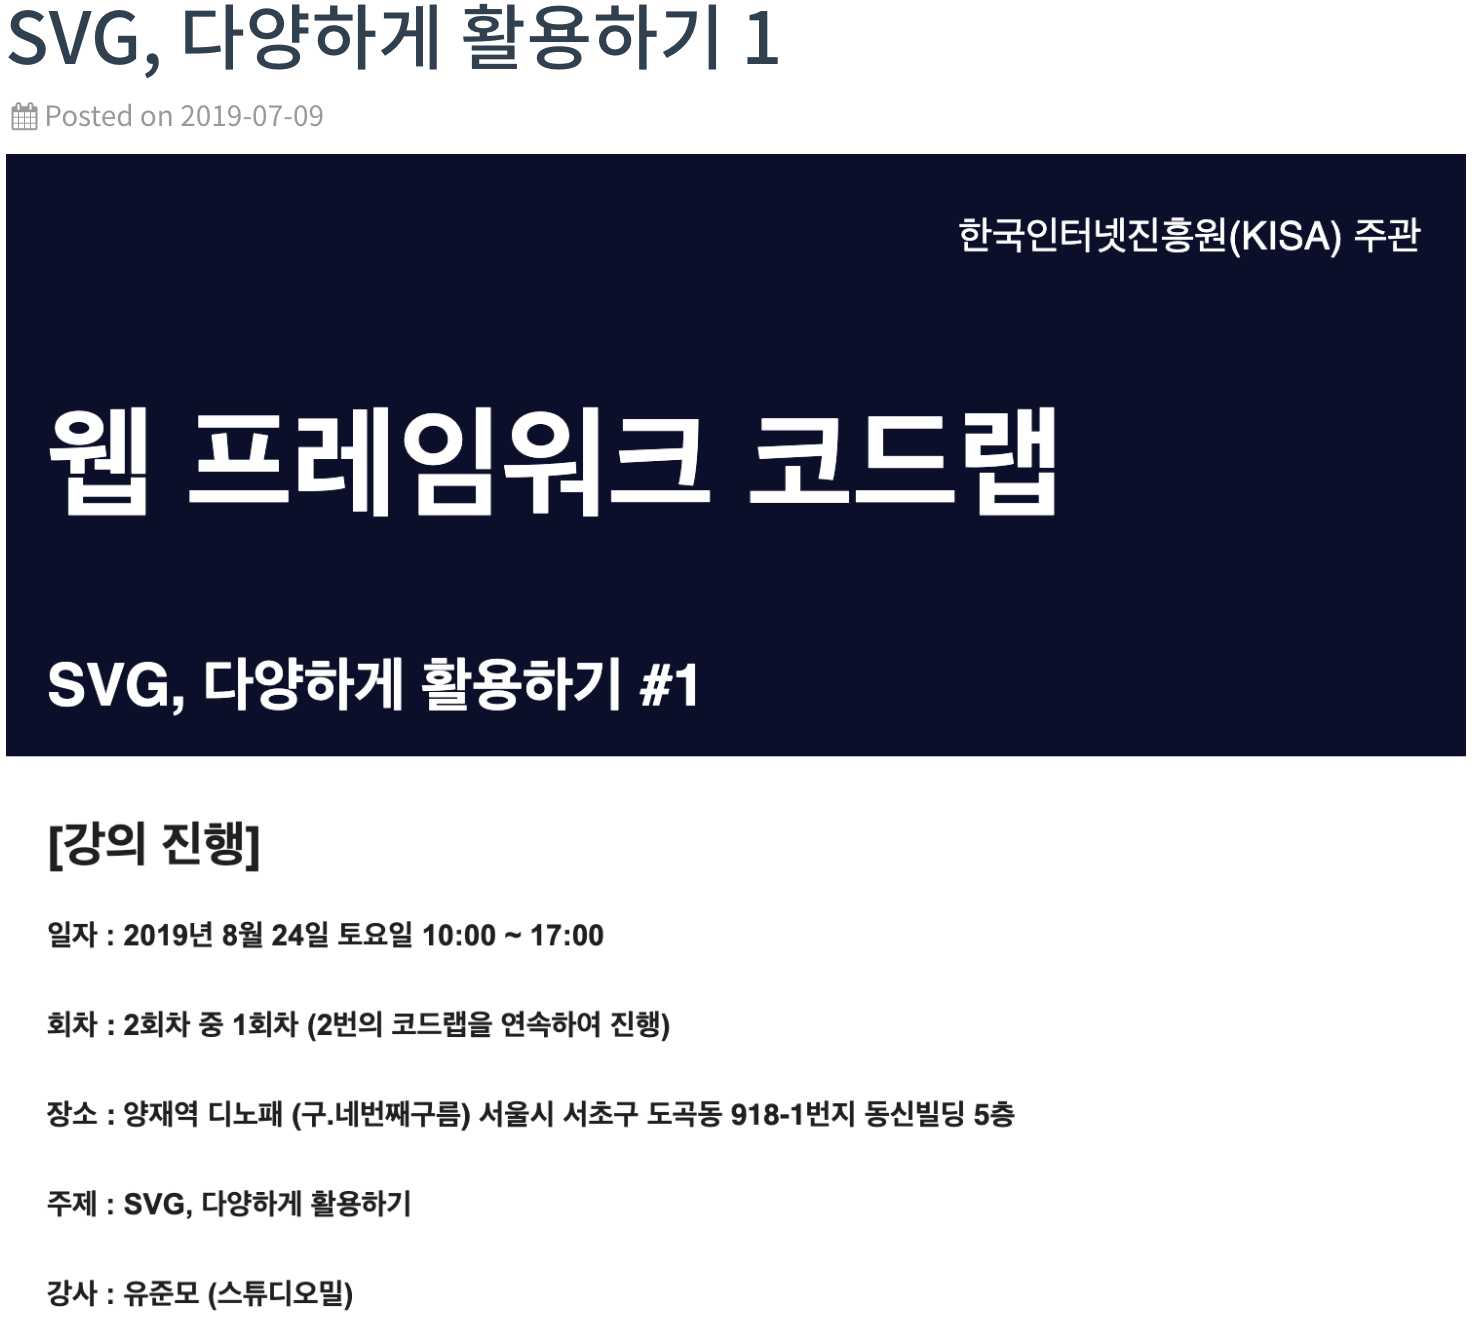 SVG, 다양하게 활용하기 1
Posted on 2019-07-09
한국인터넷진흥원(KISA) 주관
웹 프레임워크 코드랩
SVG, 다양하게 활용하기 #1
[강의 진행]
일자 : 2019년 8월 24일 토요일 10:00 ~ 17:00
회차 : 2회차 중 1회차 (2번의 코드랩을 연속하여 진행)
장소 : 양재역 디노패 (구.네번째구름) 서울시 서초구 도곡동 918-1번지 동신빌딩 5층
주제 : SVG, 다양하게 활용하기
강사 : 유준모 (스튜디오밀)